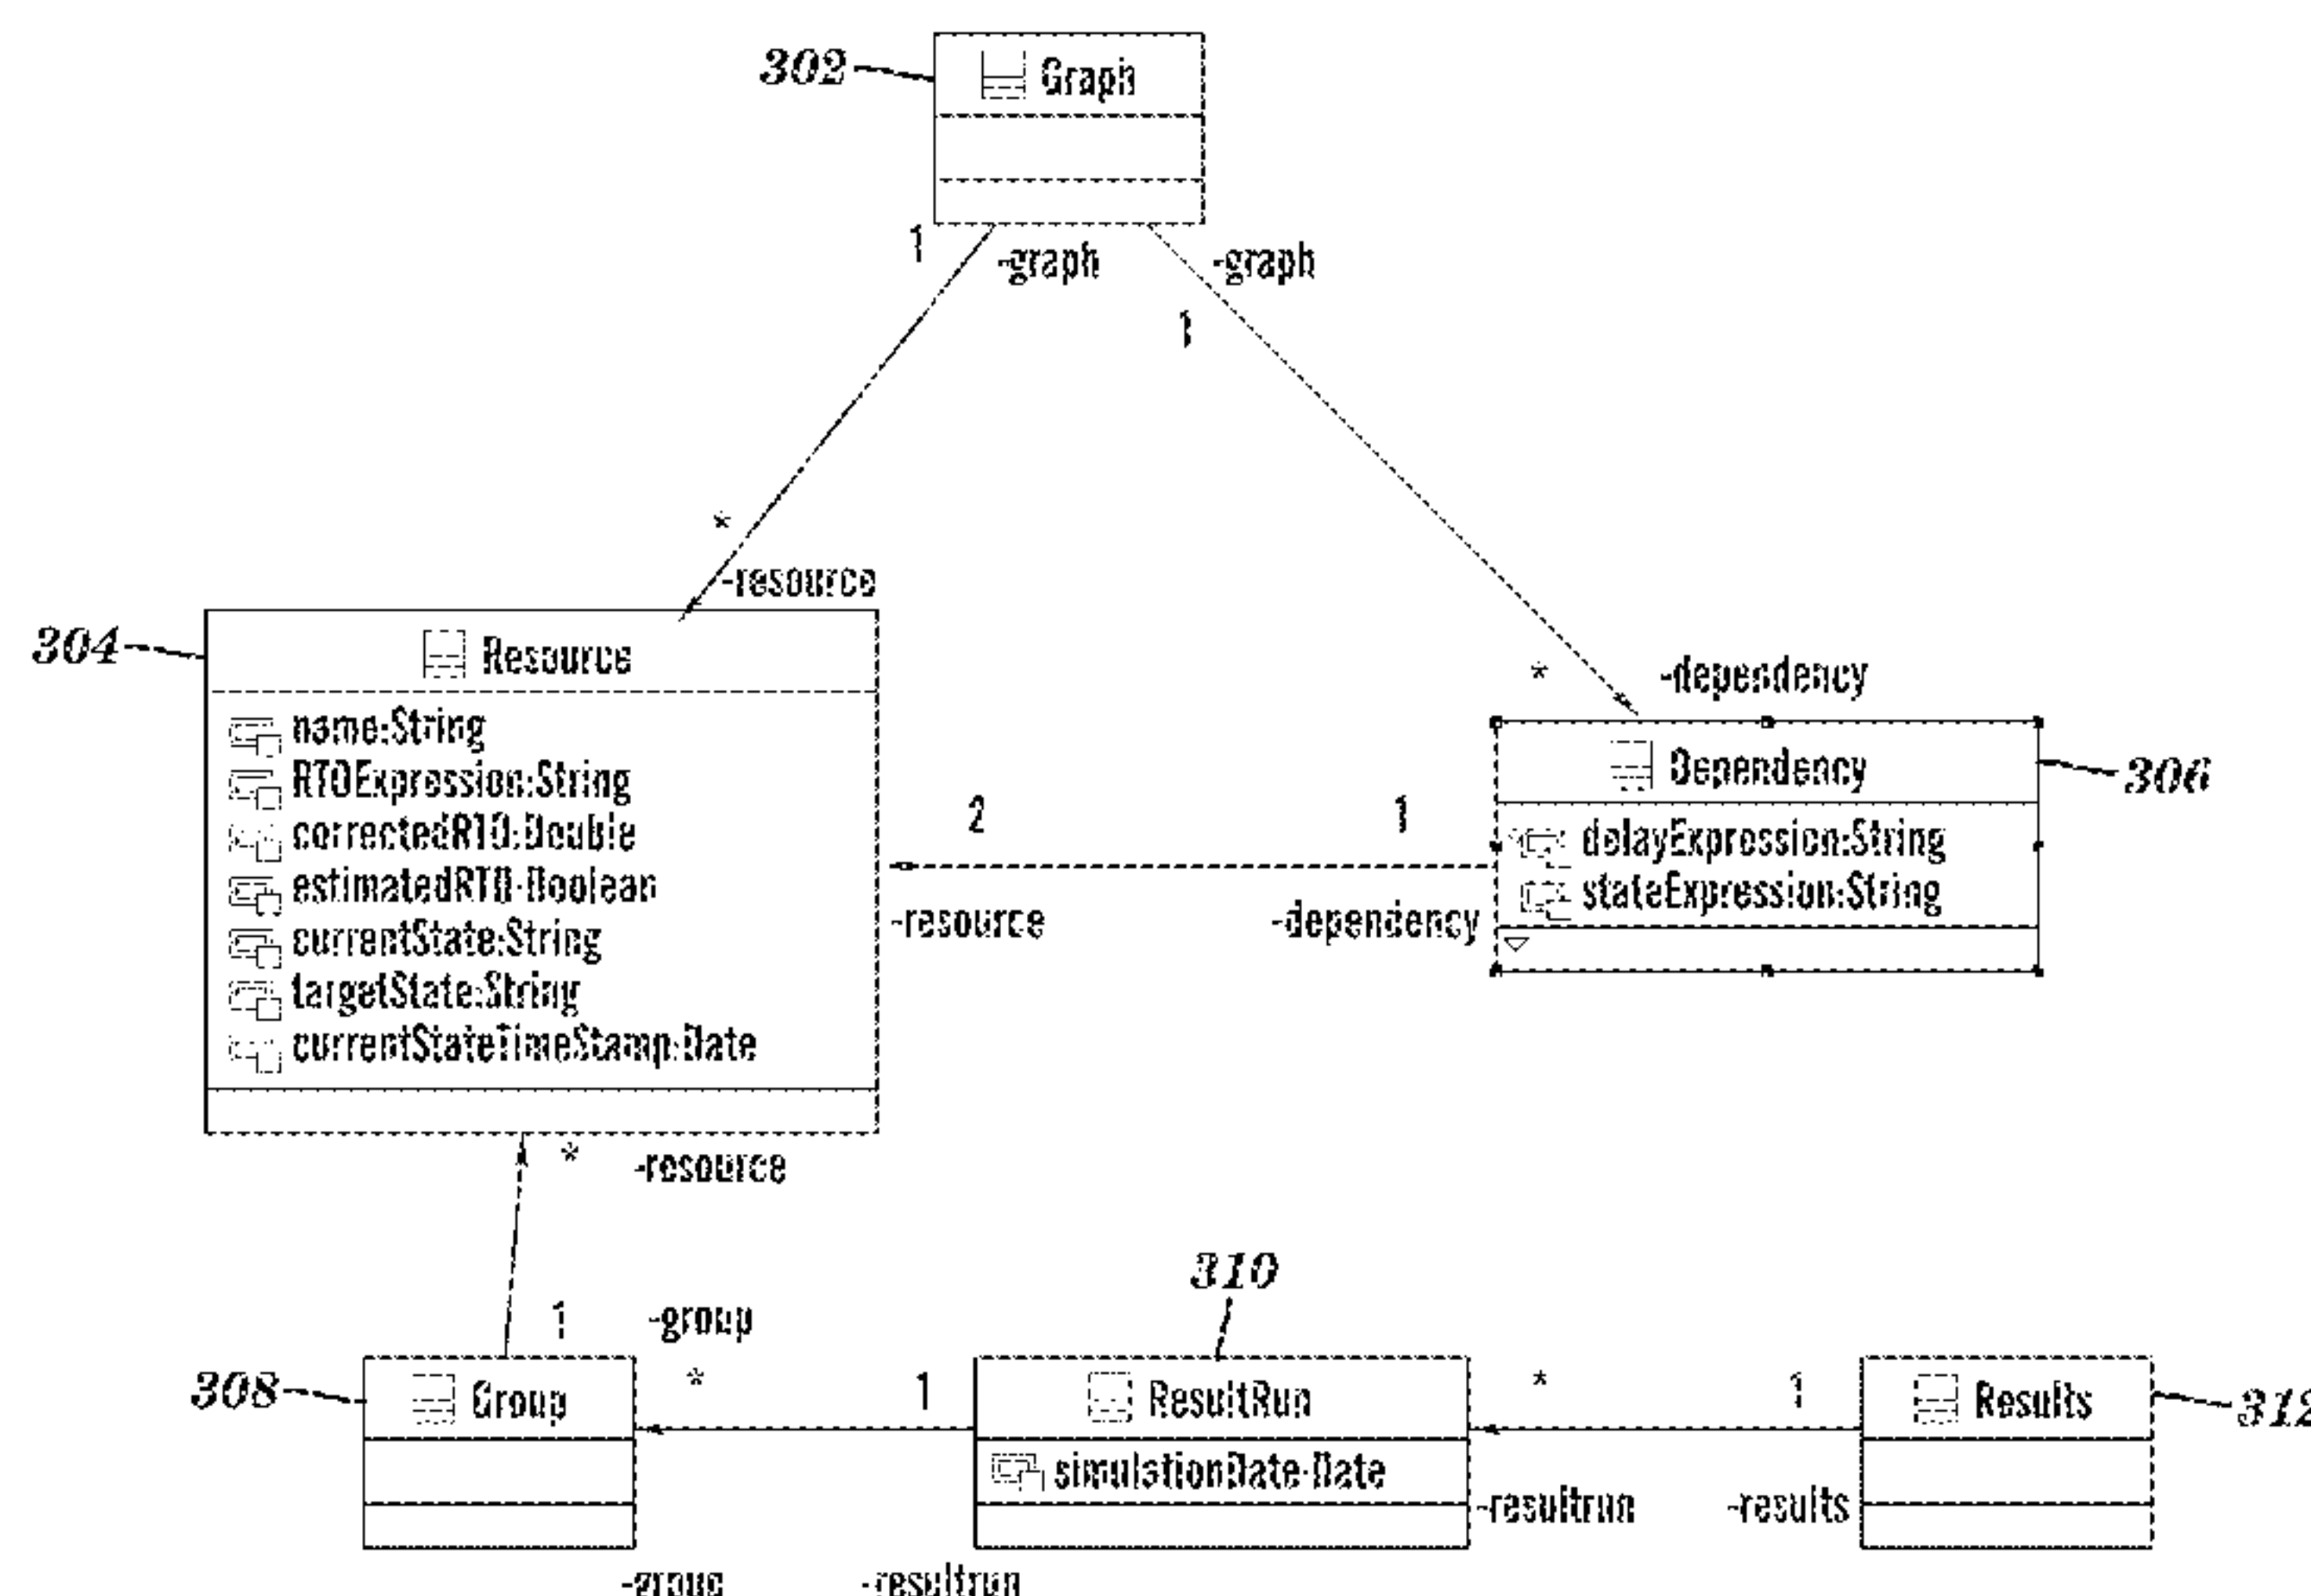 302
Graph
1
-graph
-graph
1
*
-resource
304
Resource
name:String
RTOExpression:String
correctedRTO:Double
estimatedRTO:Boolean
currentState:String
targetState:String
currentStateTimeStamp:Date
*
-dependency
Dependency
306
delayExpression:String
stateExpression:String
2
1
-resource
-dependency
*
-resource
310
1
-group
308
Group
*
1
ResultRun
simulationDate:Date
*
1
Results
312
-resultrun
-results
-group
-resultrun